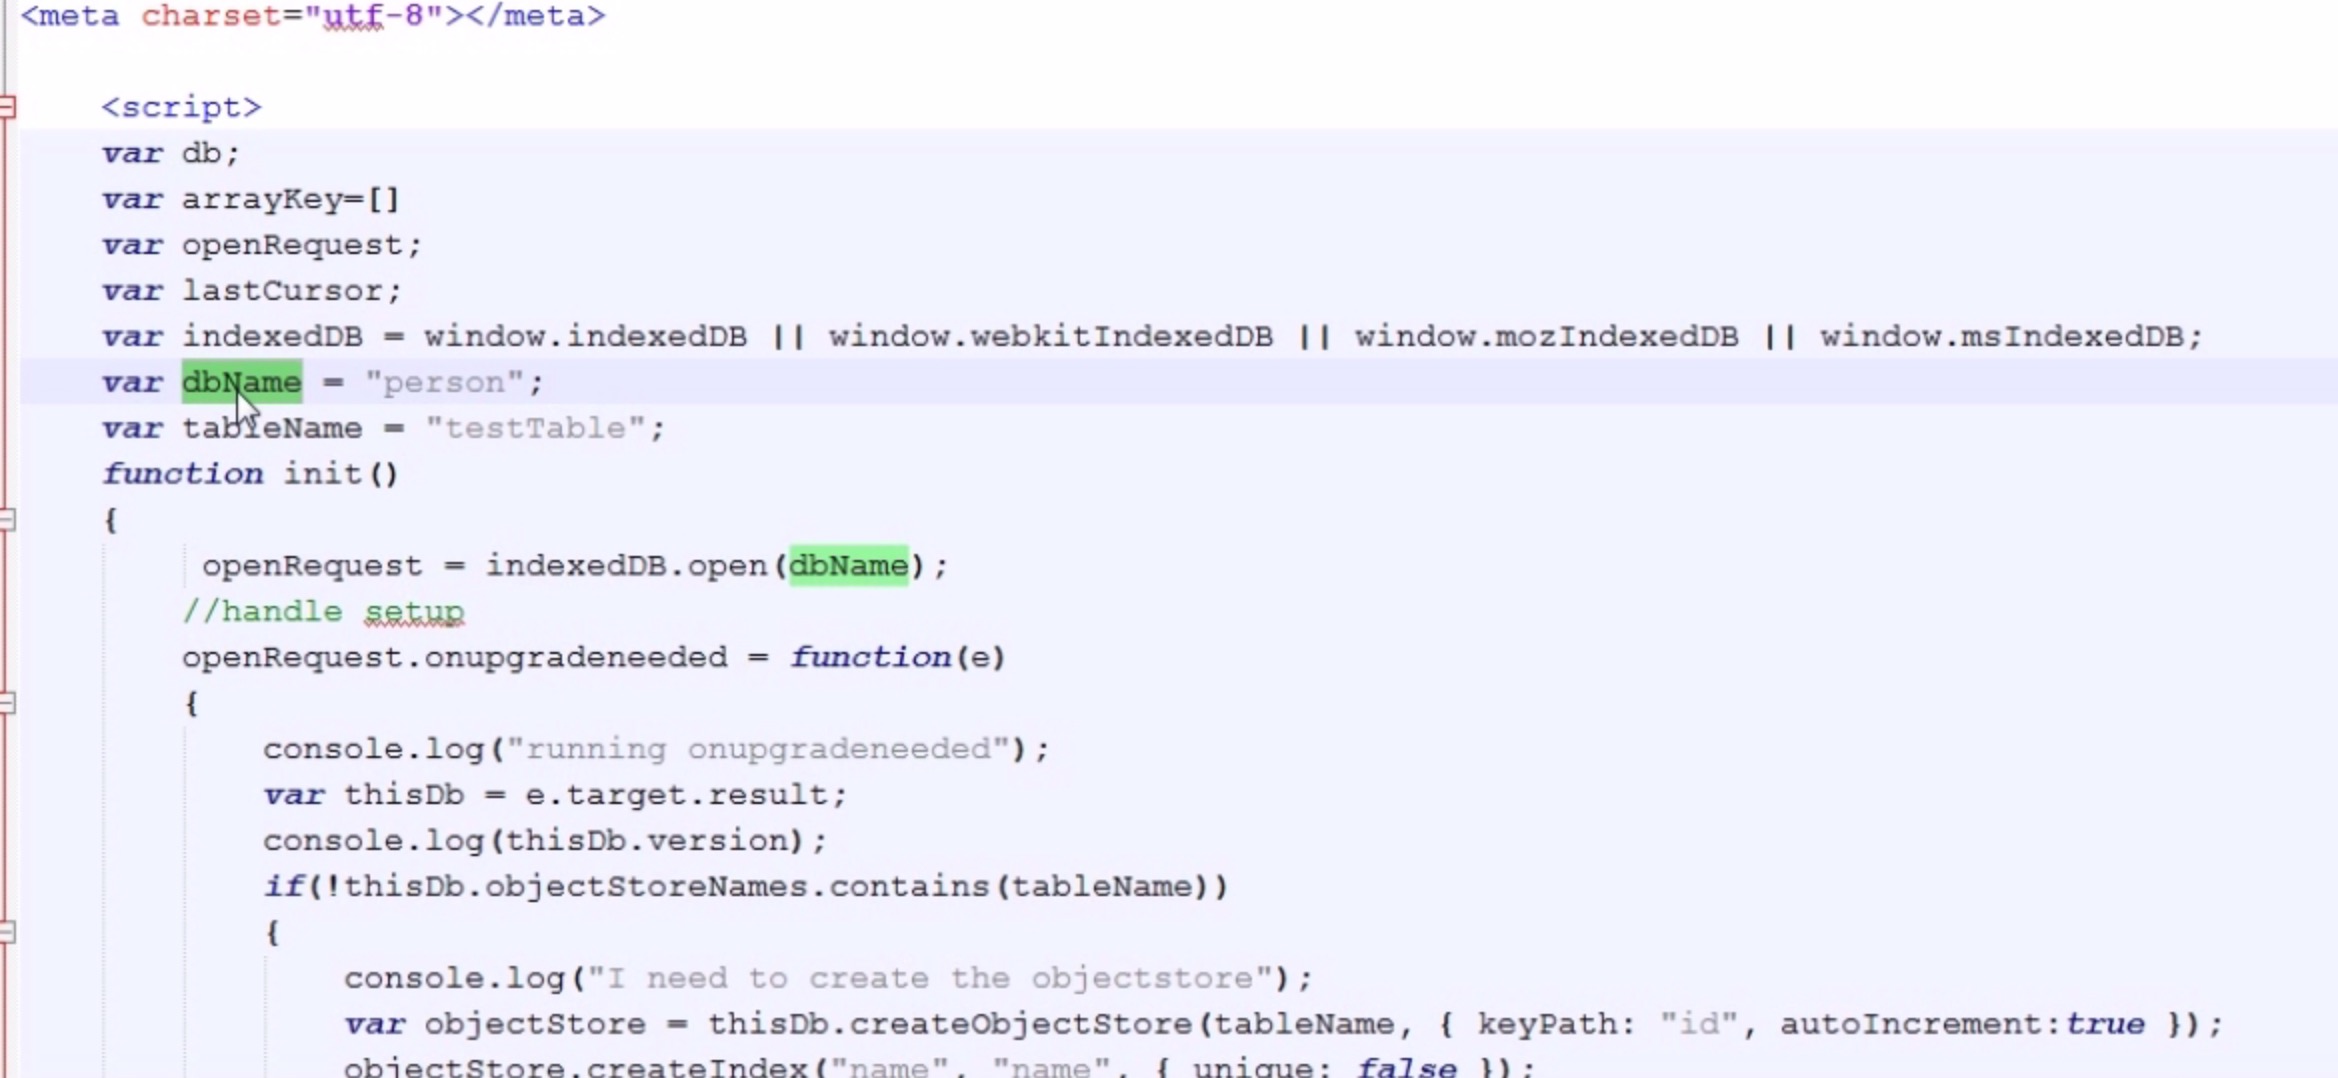 <meta charset="utf-8"></meta>
<script>
var db;
var arrayKey=[]
var openRequest;
var lastCursor;
var indexedDB = window.indexedDB || window.webkitIndexedDB || window.mozIndexedDB || window.msIndexedDB;
var dbName = "person";
var tableName = "testTable";
function init()
{
openRequest = indexedDB.open(dbName);
//handle setup
openRequest.onupgradeneeded = function(e)
{
console.log("running onupgradeneeded");
var thisDb = e.target.result;
console.log(thisDb.version);
if(!thisDb.objectStoreNames.contains(tableName))
{
console.log("I need to create the objectstore");
var objectStore = thisDb.createObjectStore(tableName, { keyPath: "id", autoIncrement:true });
objectStore.createIndex("name", "name", { unique: false });